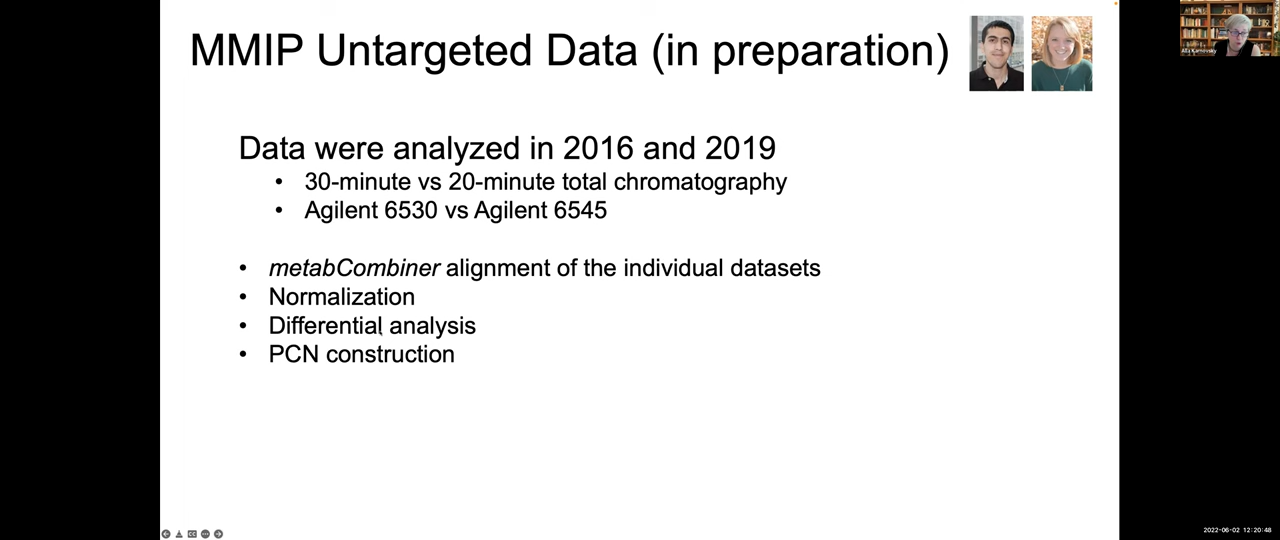 MMIP Untargeted Data (in preparation)
Alla Karnovsky
Data were analyzed in 2016 and 2019
• 30-minute vs 20-minute total chromatography
• Agilent 6530 vs Agilent 6545
• metabCombiner alignment of the individual datasets
• Normalization
• Differential analysis
• PCN construction
2022-06-02 12:20:48